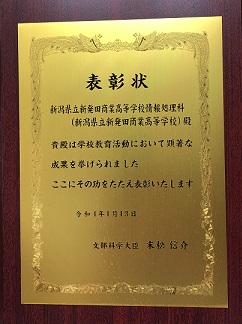 表彰状
新潟県立新発田商業高等学校情報処理科
(新潟県立新発田商業高等学校)殿
貴殿は学校教育活動において顕著な
成果を挙げられました
ここにその功をたたえ表彰いたします
令和4年1月13日
文部科学大臣 末松信介